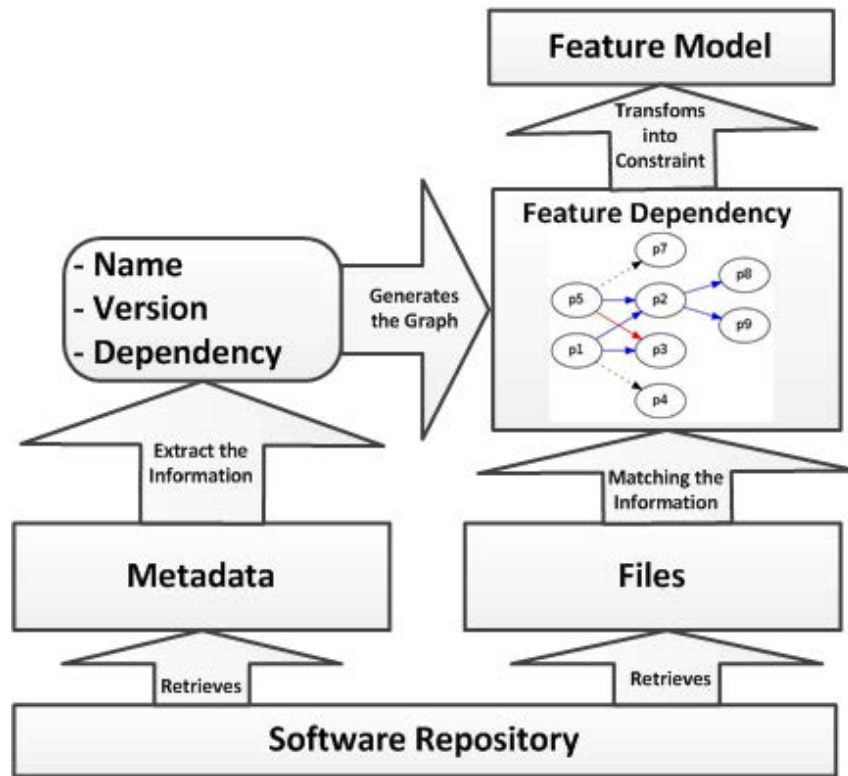 Feature Model
Transfoms
into
Constraint
Feature Dependency
p7
p8
p5
p2
p9
p1
p3
p4
- Name
- Version
- Dependency
Generates
the Graph
Extract the
Information
Matching the
Information
Metadata
Files
Retrieves
Retrieves
Software Repository